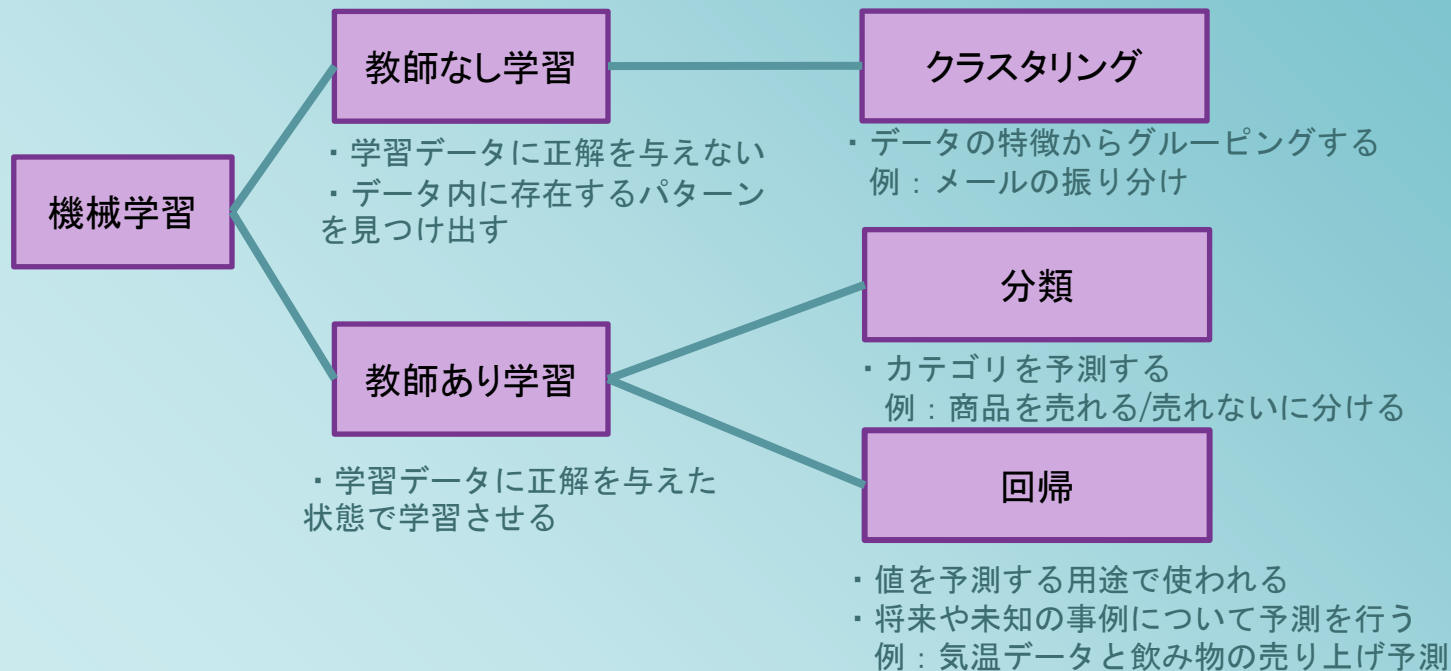 教師なし学習
クラスタリング
・学習データに正解を与えない
・データ内に存在するパターン
を見つけ出す
・データの特徴からグルーピングする
例：メールの振り分け
機械学習
分類
・カテゴリを予測する
例：商品を売れる/売れないに分ける
教師あり学習
・学習データに正解を与えた
状態で学習させる
回帰
・値を予測する用途で使われる
・将来や未知の事例について予測を行う
例：気温データと飲み物の売り上げ予測